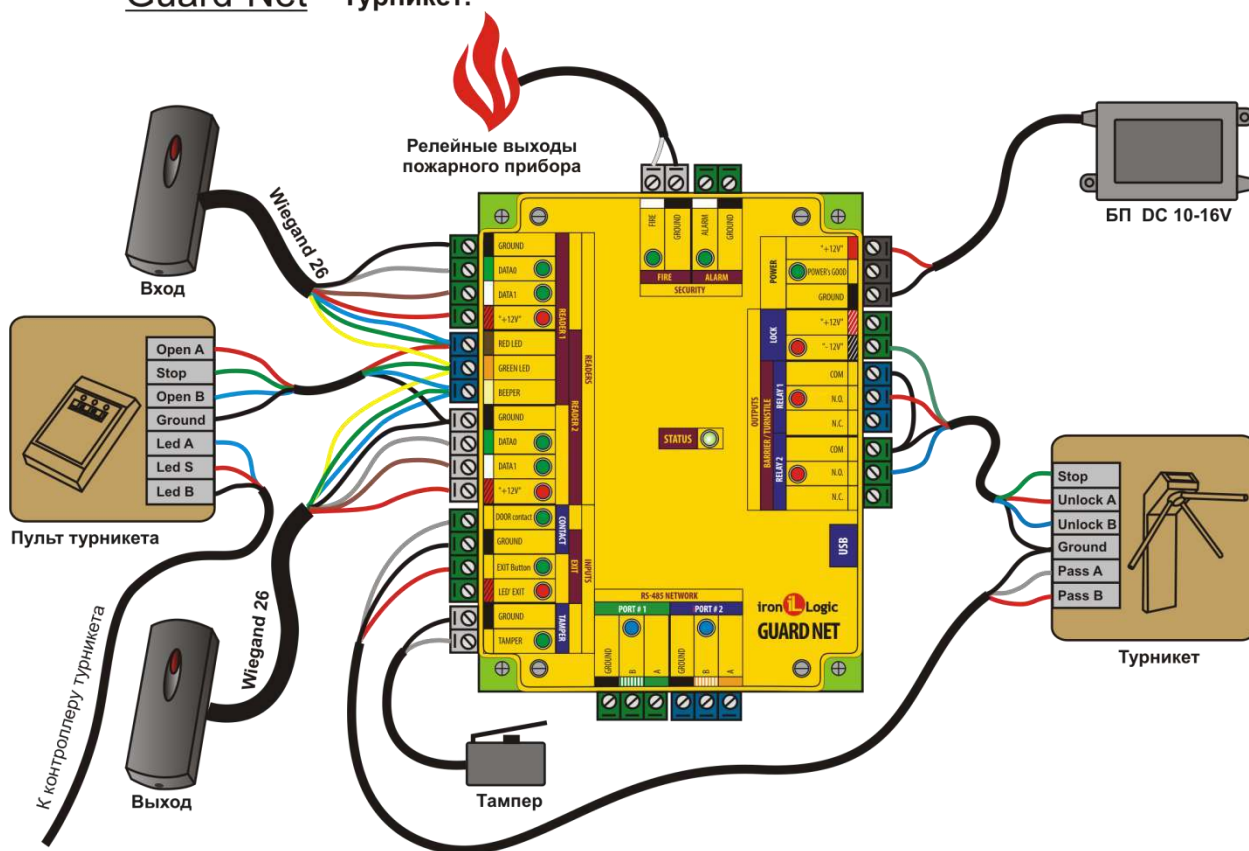 Guard Net Турникет.
Релейные выходы
пожарного прибора
БП DC 10-16V
Wiegand 26
Вход
Open A
Stop
Open B
Ground
Led A
Led S
Led B
Пульт турникета
Wiegand 26
К контроллеру турникета
Выход
Тампер
FIRE
GROUND
ALARM
GROUND
FIRE
ALARM
SECURITY
GROUND
DATA0
DATA1
"+12V"
READER 1
RED LED
GREEN LED
BEEPER
GROUND
DATA0
DATA1
"+12V"
READER 2
READERS
DOOR contact
GROUND
EXIT Button
LED' EXIT
GROUND
TAMPER
CONTACT
EXIT
TAMPER
INPUTS
POWER
"+12V"
POWER's GOOD
GROUND
LOCK
"+12V"
"-12V"
COM
N.O.
N.C.
COM
N.O.
N.C.
RELAY 1
RELAY 2
BARRIER / TURNSTILE
OUTPUTS
STATUS
USB
RS-485 NETWORK
PORT # 1
PORT # 2
GROUND
B
A
GROUND
B
A
iron iL Logic
GUARD NET
Stop
Unlock A
Unlock B
Ground
Pass A
Pass B
Турникет